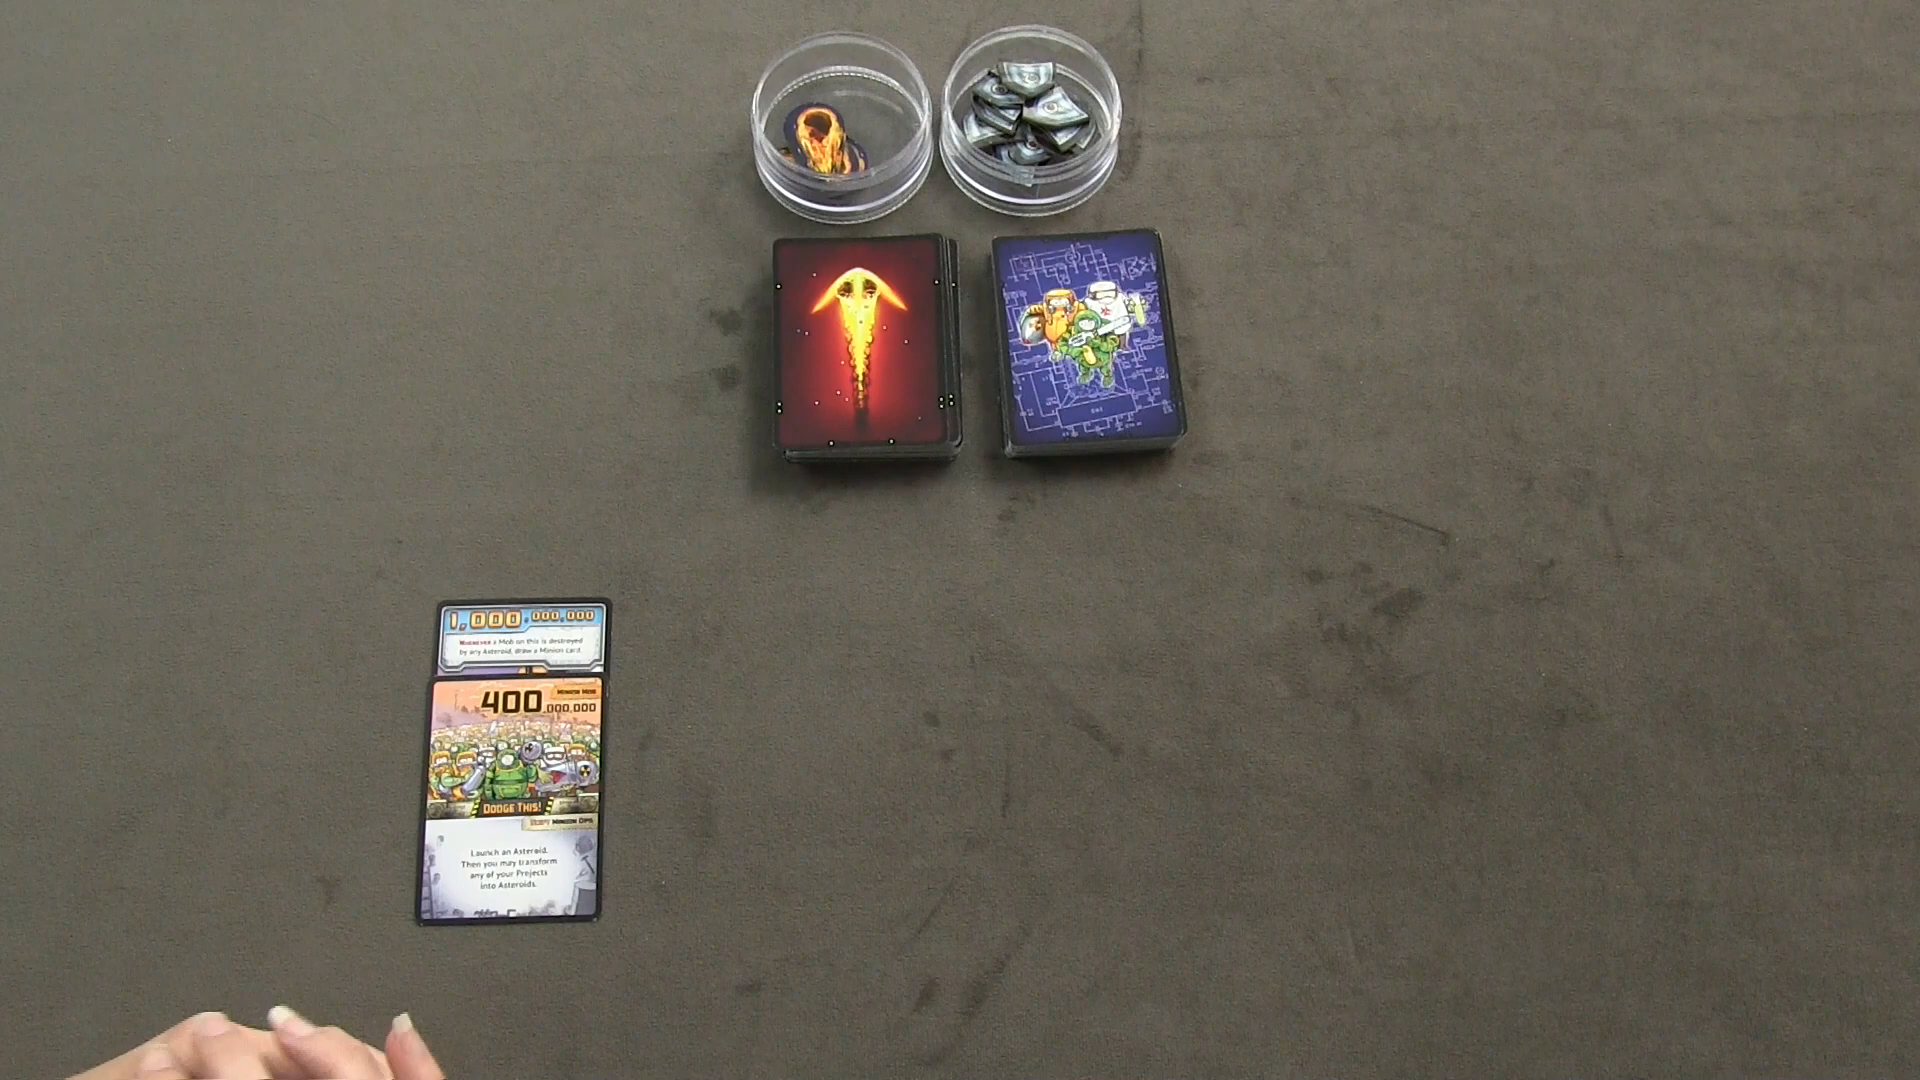 1,000,000,000
WHENEVER a Mob on this is destroyed
by any Asteroid, draw a Minion card.
MINION MOB
400,000,000
DODGE THIS!
MINION OPS
Launch an Asteroid.
Then you may transform
any of your Projects
into Asteroids.